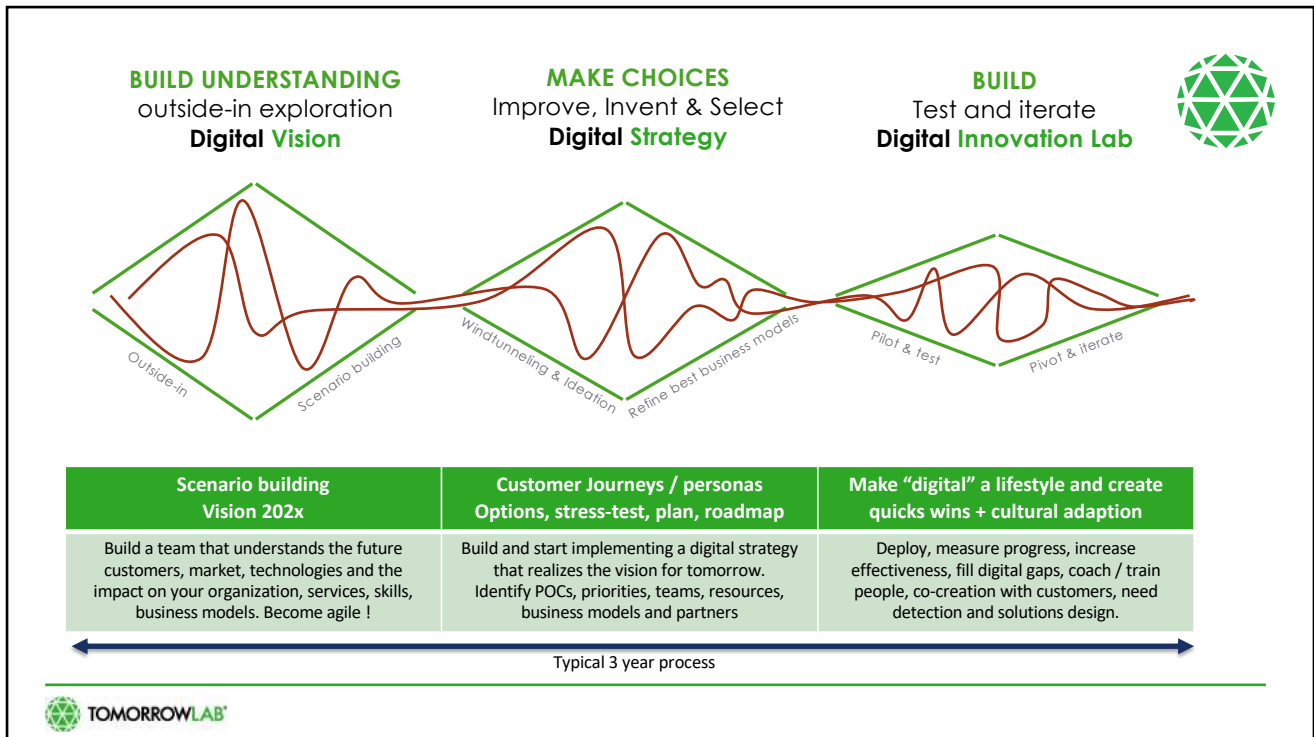 BUILD UNDERSTANDING
outside-in exploration
Digital Vision
MAKE CHOICES
Improve, Invent & Select
Digital Strategy
BUILD
Test and iterate
Digital Innovation Lab
Outside-in
Scenario building
Windtunneling & Ideation
Refine best business models
Pilot & test
Pivot & iterate
Scenario building
Vision 202x
Customer Journeys / personas
Options, stress-test, plan, roadmap
Make “digital” a lifestyle and create
quicks wins + cultural adaption
Build a team that understands the future
customers, market, technologies and the
impact on your organization, services, skills,
business models. Become agile !
Build and start implementing a digital strategy
that realizes the vision for tomorrow.
Identify POCs, priorities, teams, resources,
business models and partners
Deploy, measure progress, increase
effectiveness, fill digital gaps, coach / train
people, co-creation with customers, need
detection and solutions design.
Typical 3 year process
TOMORROWLAB